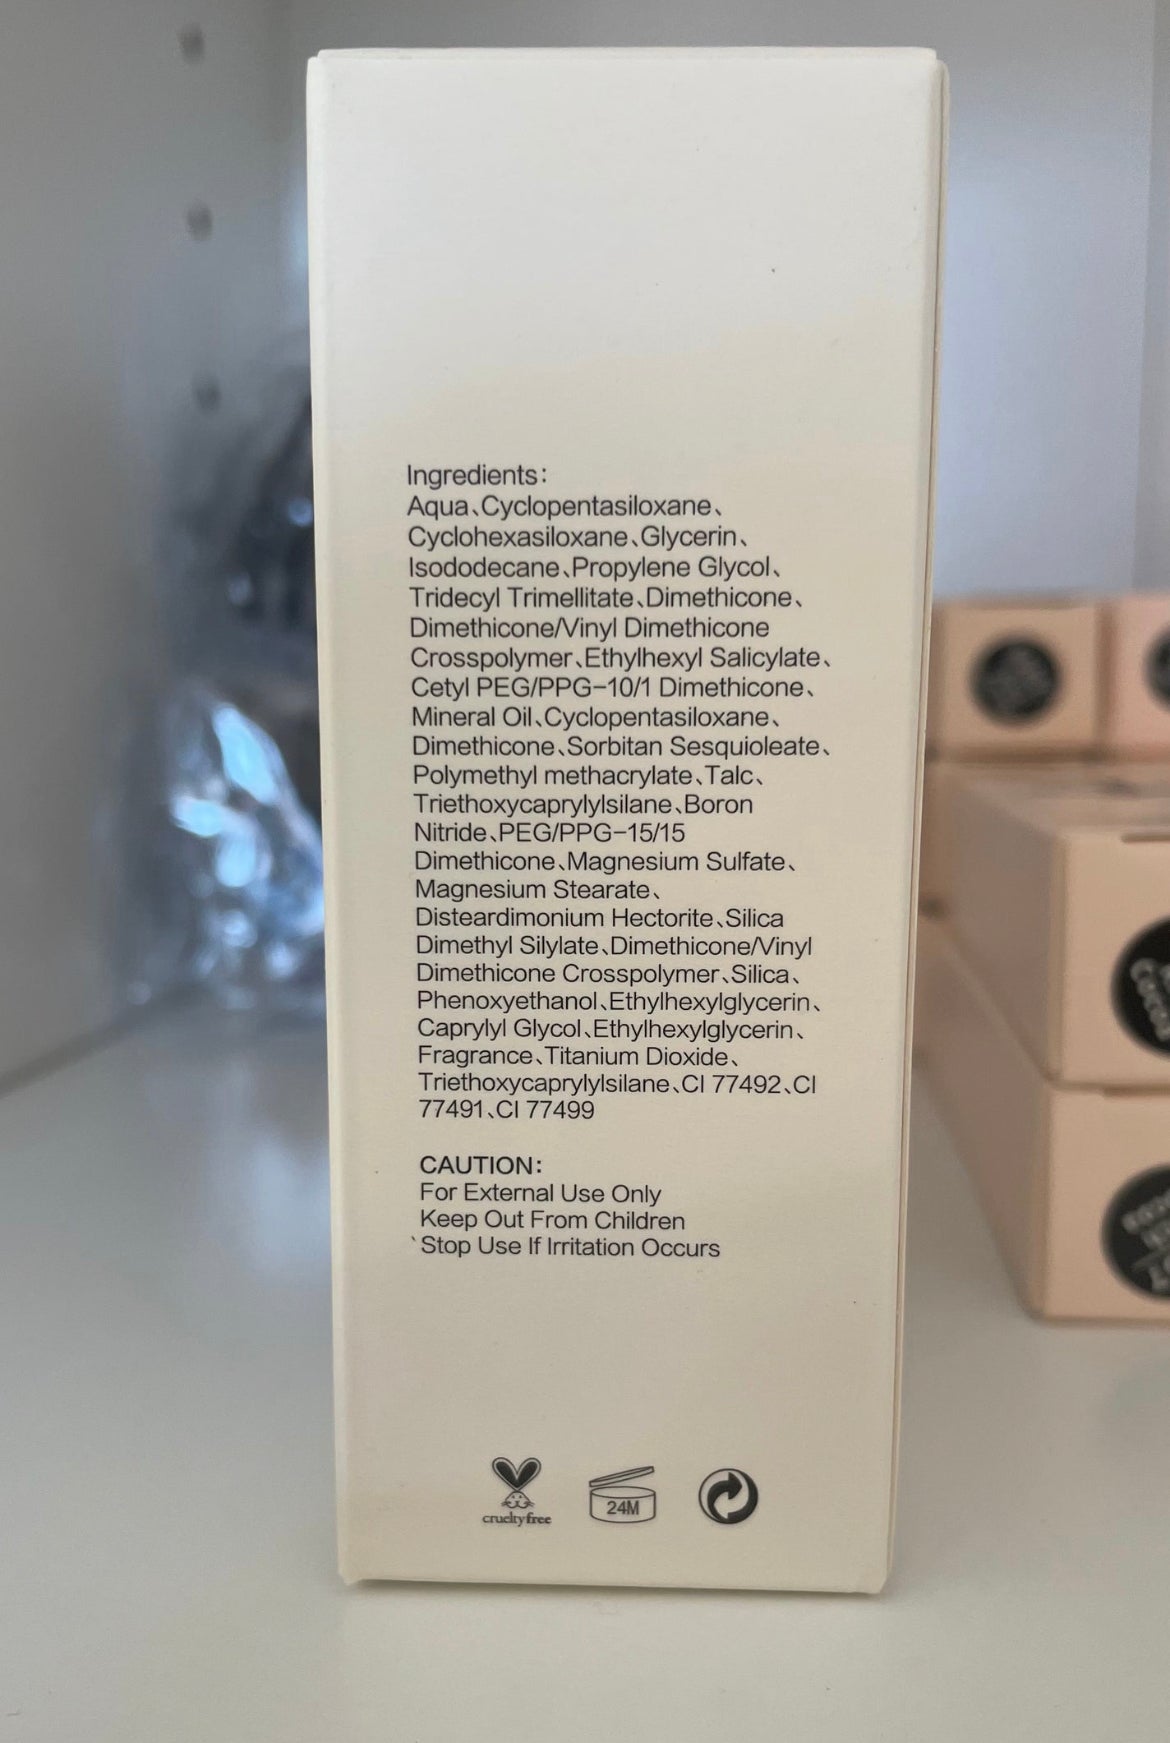 Ingredients:
Aqua、Cyclopentasiloxane、
Cyclohexasiloxane、Glycerin、
Isododecane、Propylene Glycol、
Tridecyl Trimellitate、Dimethicone、
Dimethicone/Vinyl Dimethicone
Crosspolymer、Ethylhexyl Salicylate、
Cetyl PEG/PPG-10/1 Dimethicone、
Mineral Oil、Cyclopentasiloxane、
Dimethicone、Sorbitan Sesquioleate、
Polymethyl methacrylate、Talc、
Triethoxycaprylylsilane、Boron
Nitride、PEG/PPG-15/15
Dimethicone、Magnesium Sulfate、
Magnesium Stearate、
Disteardimonium Hectorite、Silica
Dimethyl Silylate、Dimethicone/Vinyl
Dimethicone Crosspolymer、Silica、
Phenoxyethanol、Ethylhexylglycerin、
Caprylyl Glycol、Ethylhexylglycerin、
Fragrance、Titanium Dioxide、
Triethoxycaprylylsilane、CI 77492、CI
77491、CI 77499
CAUTION:
For External Use Only
Keep Out From Children
`Stop Use If Irritation Occurs
crueltyfree
24M